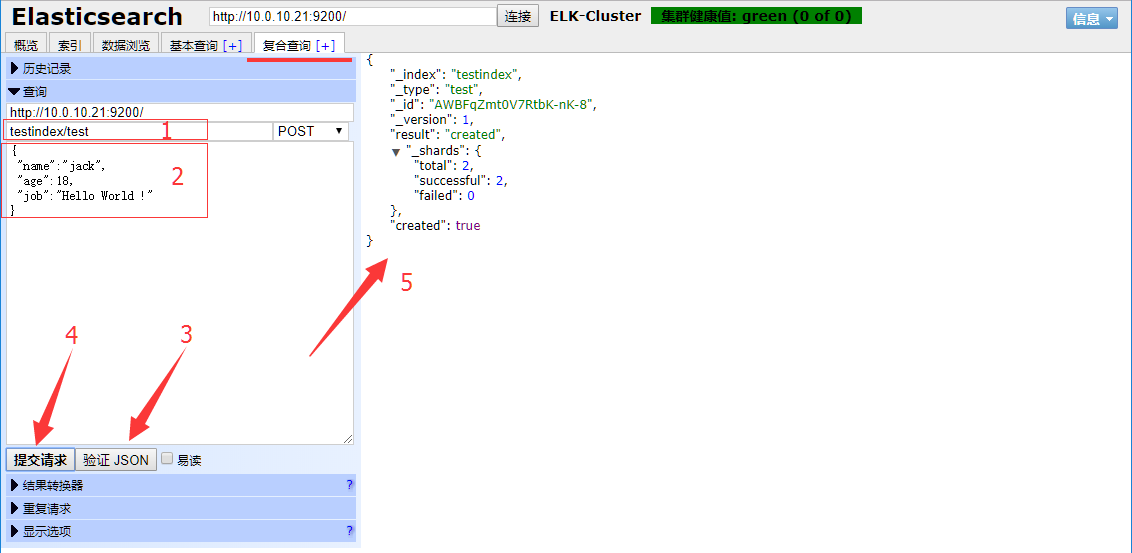 Elasticsearch http://10.0.10.21:9200/ 连接 ELK-Cluster 集群健康值: green (0 of 0) 信息
概览 索引 数据浏览 基本查询 [+] 复合查询 [+]
历史记录
查询
http://10.0.10.21:9200/
testindex/test 1 POST
{
"name":"jack",
"age":18,
"job":"Hello World !"
}
2
4
3
提交请求 验证 JSON 易读
结果转换器 ?
重复请求
显示选项 ?
{
"_index": "testindex",
"_type": "test",
"_id": "AWBFqZmt0V7RtbK-nK-8",
"_version": 1,
"result": "created",
▼ "_shards": {
"total": 2,
"successful": 2,
"failed": 0
},
"created": true
}
5